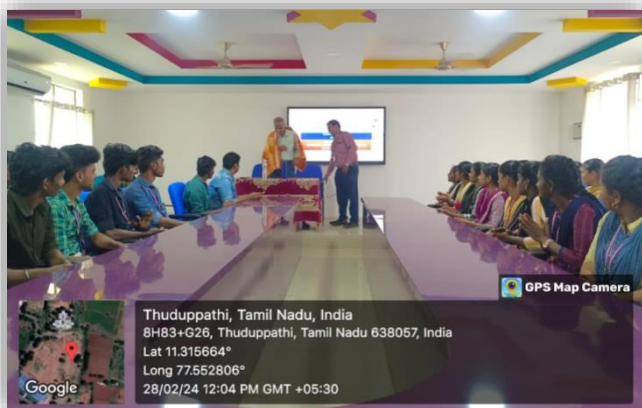 GPS Map Camera
Thuduppathi, Tamil Nadu, India
8H83+G26, Thuduppathi, Tamil Nadu 638057, India
Lat 11.315664°
Long 77.552806°
28/02/24 12:04 PM GMT +05:30
Google